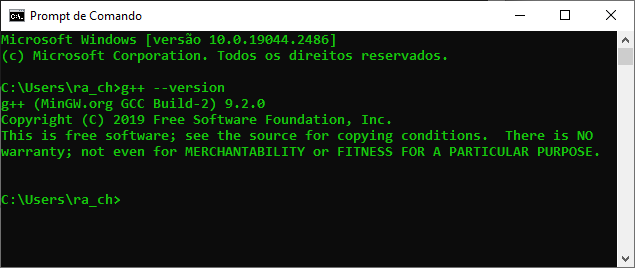 Prompt de Comando
Microsoft Windows [versão 10.0.19044.2486]
(c) Microsoft Corporation. Todos os direitos reservados.
C:\Users\ra_ch>g++ --version
g++ (MinGW.org GCC Build-2) 9.2.0
Copyright (C) 2019 Free Software Foundation, Inc.
This is free software; see the source for copying conditions.  There is NO
warranty; not even for MERCHANTABILITY or FITNESS FOR A PARTICULAR PURPOSE.
C:\Users\ra_ch>